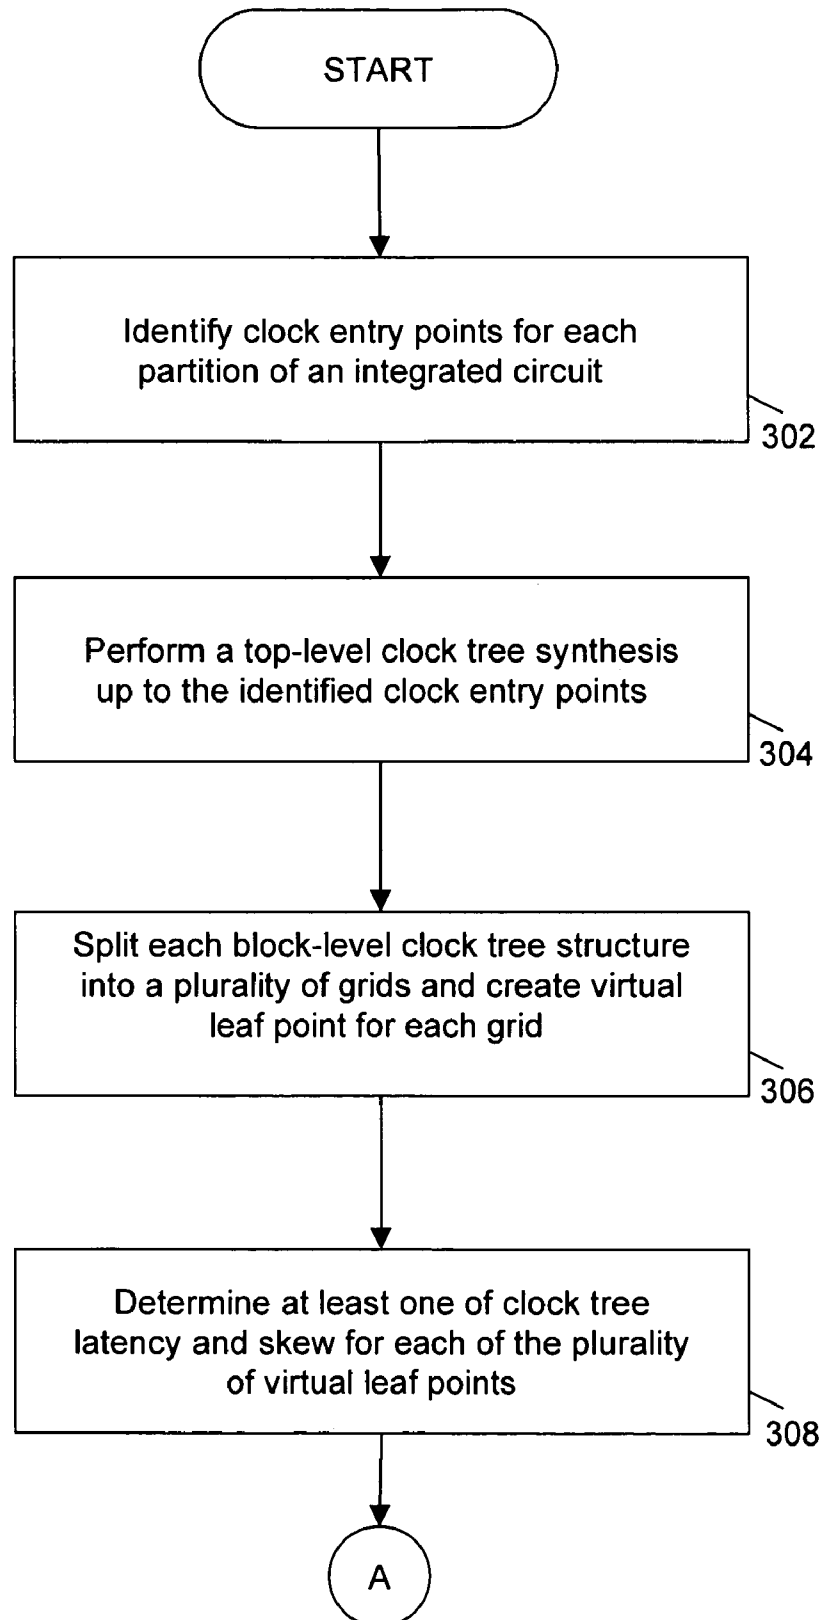 START
Identify clock entry points for each
partition of an integrated circuit
302
Perform a top-level clock tree synthesis
up to the identified clock entry points
304
Split each block-level clock tree structure
into a plurality of grids and create virtual
leaf point for each grid
306
Determine at least one of clock tree
latency and skew for each of the plurality
of virtual leaf points
308
A